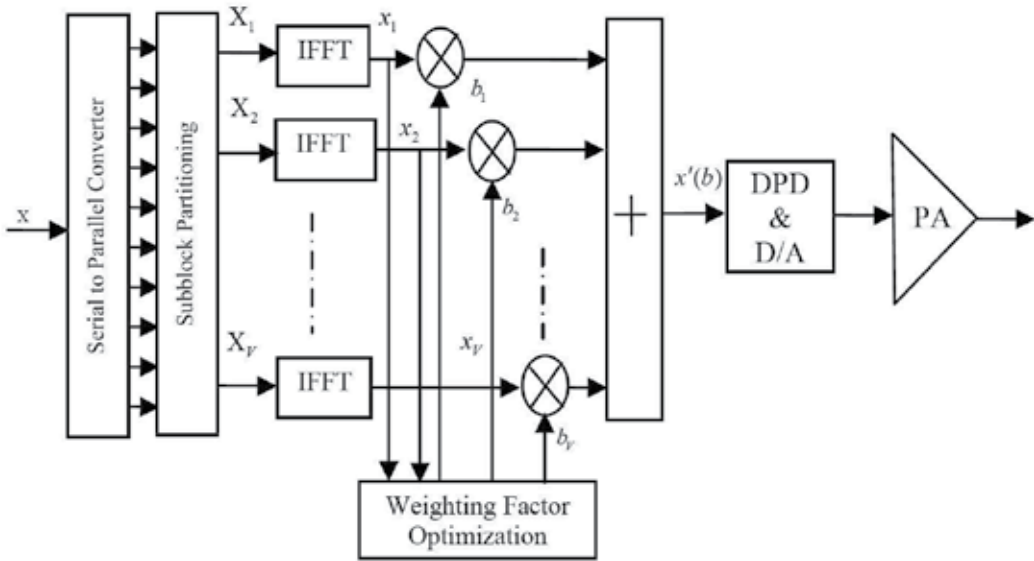 x
Serial to Parallel Converter
Subblock Partitioning
X1
IFFT
x1
b1
X2
IFFT
x2
b2
XV
IFFT
xV
bV
Weighting Factor
Optimization
+
x'(b)
DPD
&
D/A
PA